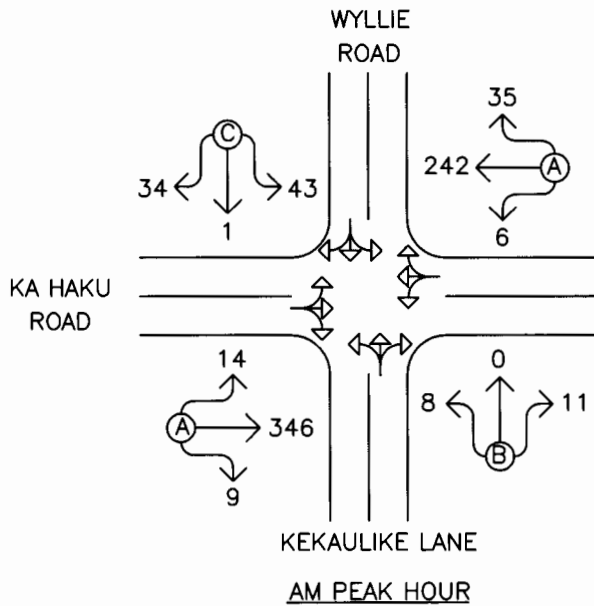 WYLLIE
ROAD
35
C
242
A
34
43
1
6
KA HAKU
ROAD
14
0
8
11
A
346
B
9
KEKAULIKE LANE
AM PEAK HOUR